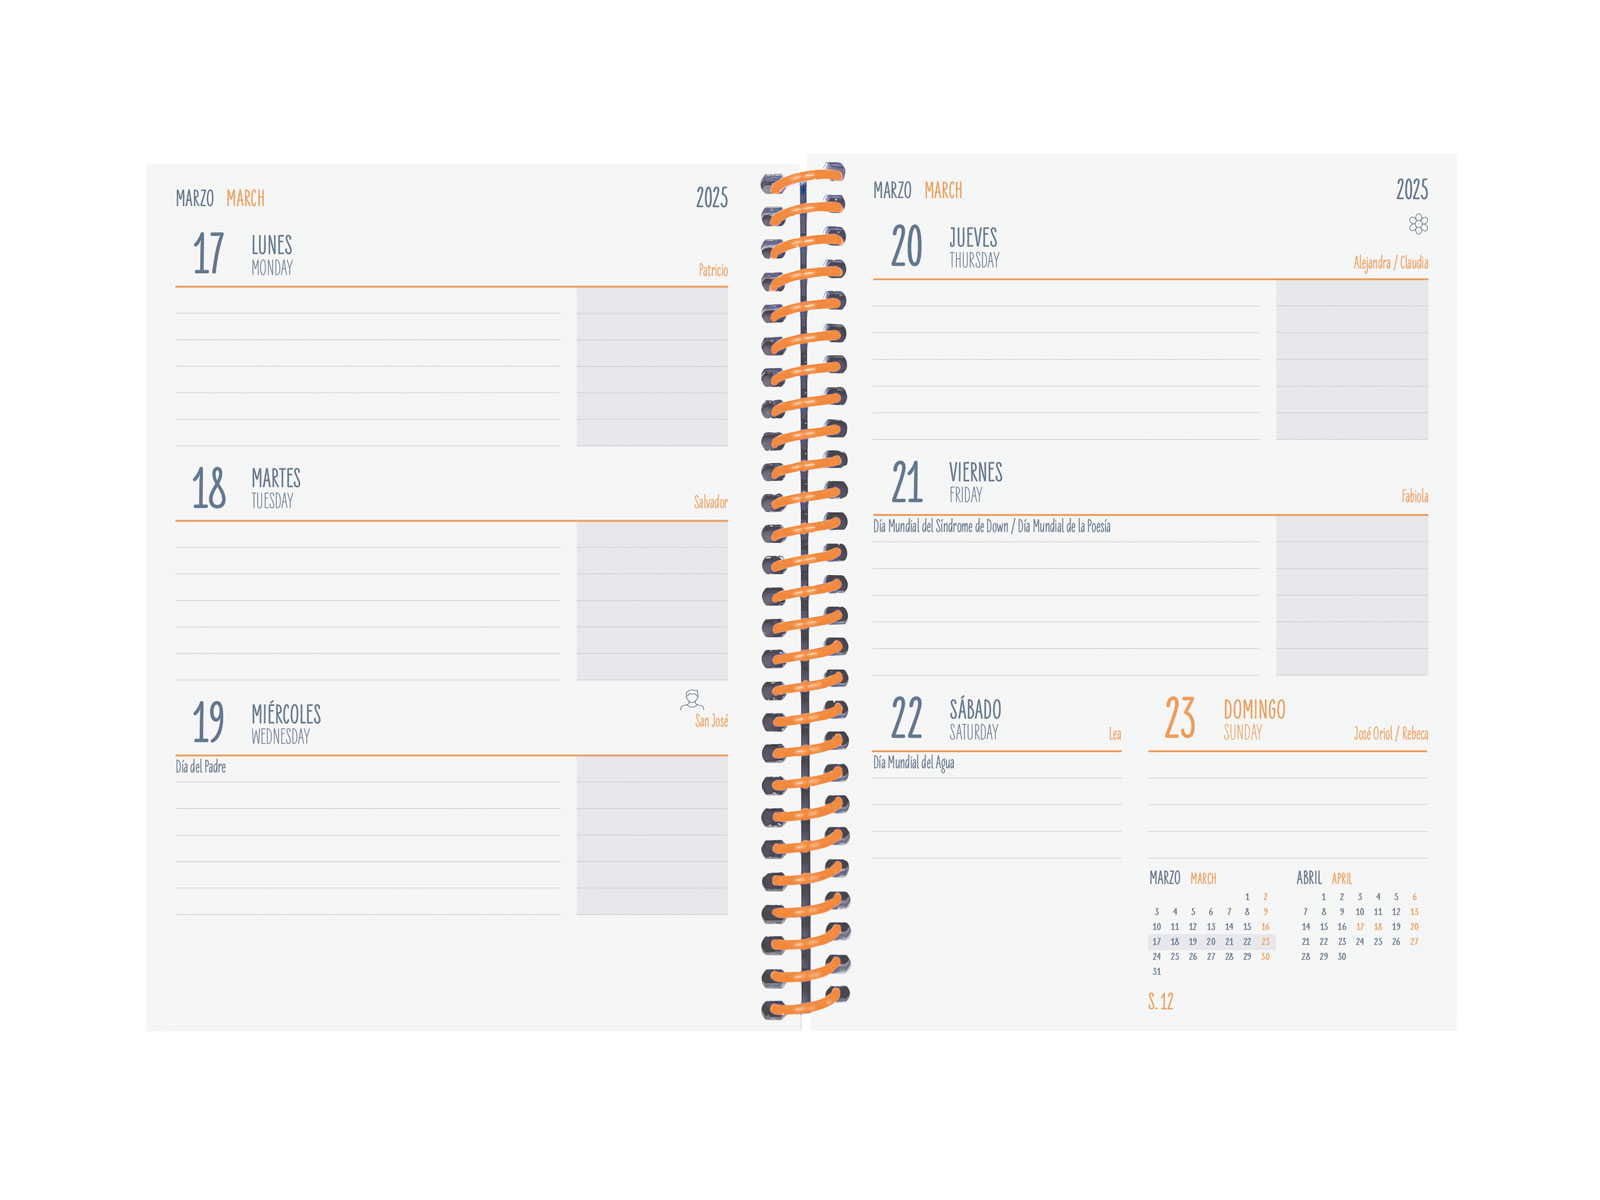 MARZO MARCH 2025
17 LUNES
MONDAY
Patricio
18 MARTES
TUESDAY
Salvador
19 MIÉRCOLES
WEDNESDAY
San José
Día del Padre
MARZO MARCH 2025
20 JUEVES
THURSDAY
Alejandra / Claudia
21 VIERNES
FRIDAY
Fabiola
Día Mundial del Síndrome de Down / Día Mundial de la Poesía
22 SÁBADO
SATURDAY
Lea
Día Mundial del Agua
23 DOMINGO
SUNDAY
José Oriol / Rebeca
MARZO MARCH
1 2
3 4 5 6 7 8 9
10 11 12 13 14 15 16
17 18 19 20 21 22 23
24 25 26 27 28 29 30
31
ABRIL APRIL
1 2 3 4 5 6
7 8 9 10 11 12 13
14 15 16 17 18 19 20
21 22 23 24 25 26 27
28 29 30
S. 12